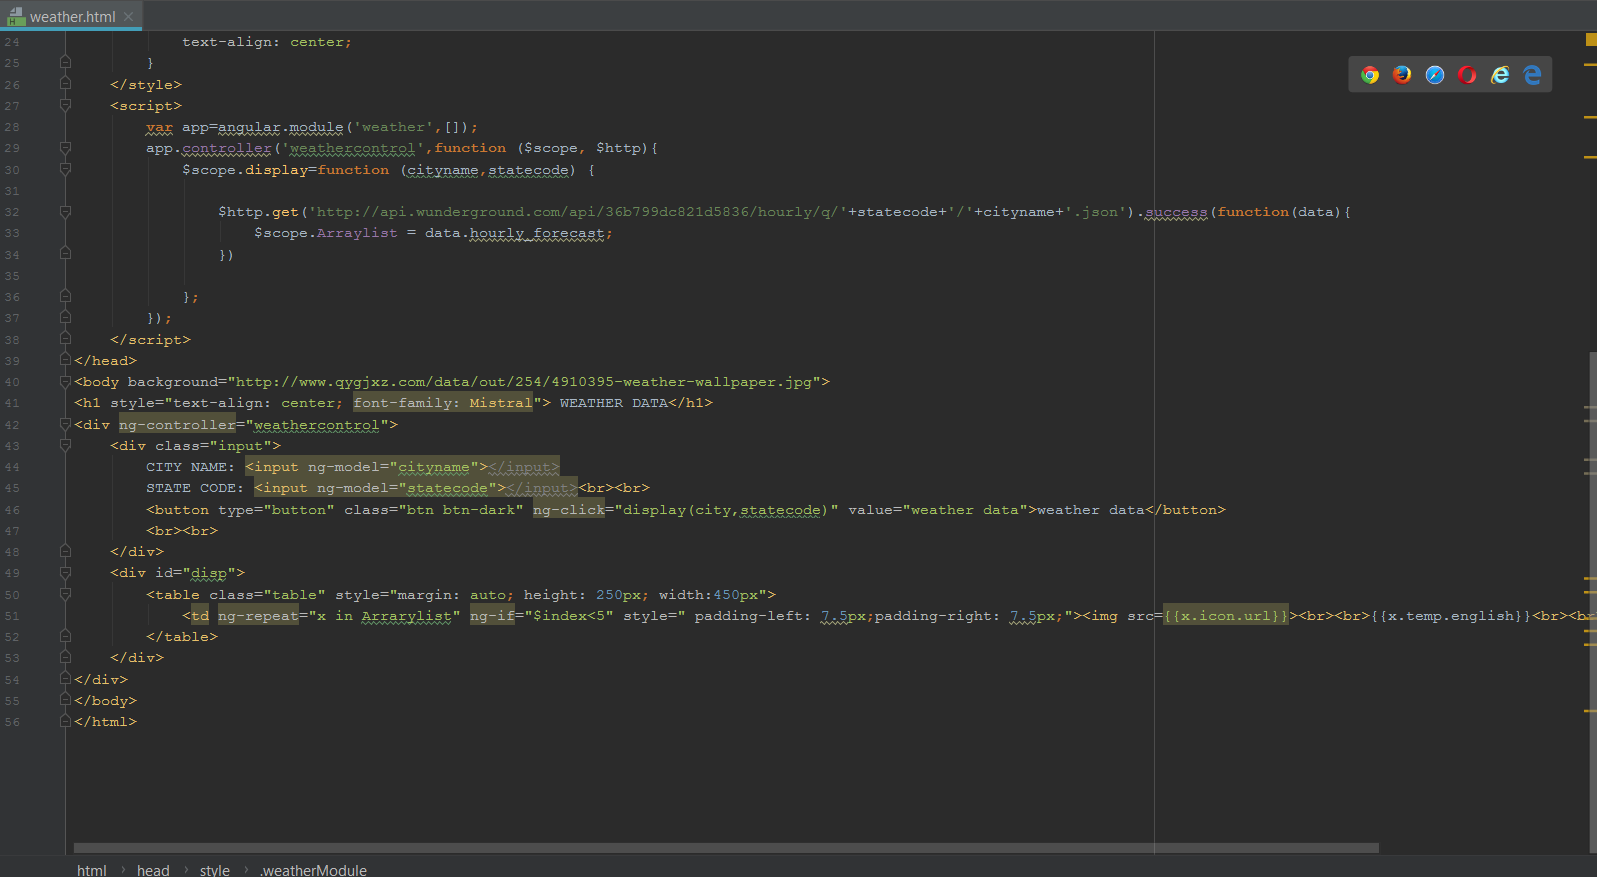 weather.html
24 text-align: center;
25 }
26 </style>
27 <script>
28 var app=angular.module('weather',[]);
29 app.controller('weathercontrol',function ($scope, $http){
30 $scope.display=function (cityname,statecode) {
31
32 $http.get('http://api.wunderground.com/api/36b799dc821d5836/hourly/q/'+statecode+'/'+cityname+'.json').success(function(data){
33 $scope.Arraylist = data.hourly_forecast;
34 })
35
36 };
37 });
38 </script>
39 </head>
40 <body background="http://www.qygjxz.com/data/out/254/4910395-weather-wallpaper.jpg">
41 <h1 style="text-align: center; font-family: Mistral"> WEATHER DATA</h1>
42 <div ng-controller="weathercontrol">
43 <div class="input">
44 CITY NAME: <input ng-model="cityname"></input>
45 STATE CODE: <input ng-model="statecode"></input><br><br>
46 <button type="button" class="btn btn-dark" ng-click="display(city,statecode)" value="weather data">weather data</button>
47 <br><br>
48 </div>
49 <div id="disp">
50 <table class="table" style="margin: auto; height: 250px; width:450px">
51 <td ng-repeat="x in Arrarylist" ng-if="$index<5" style=" padding-left: 7.5px;padding-right: 7.5px;"><img src={{x.icon.url}}><br><br>{{x.temp.english}}<br><br
52 </table>
53 </div>
54 </div>
55 </body>
56 </html>
html › head › style › .weatherModule